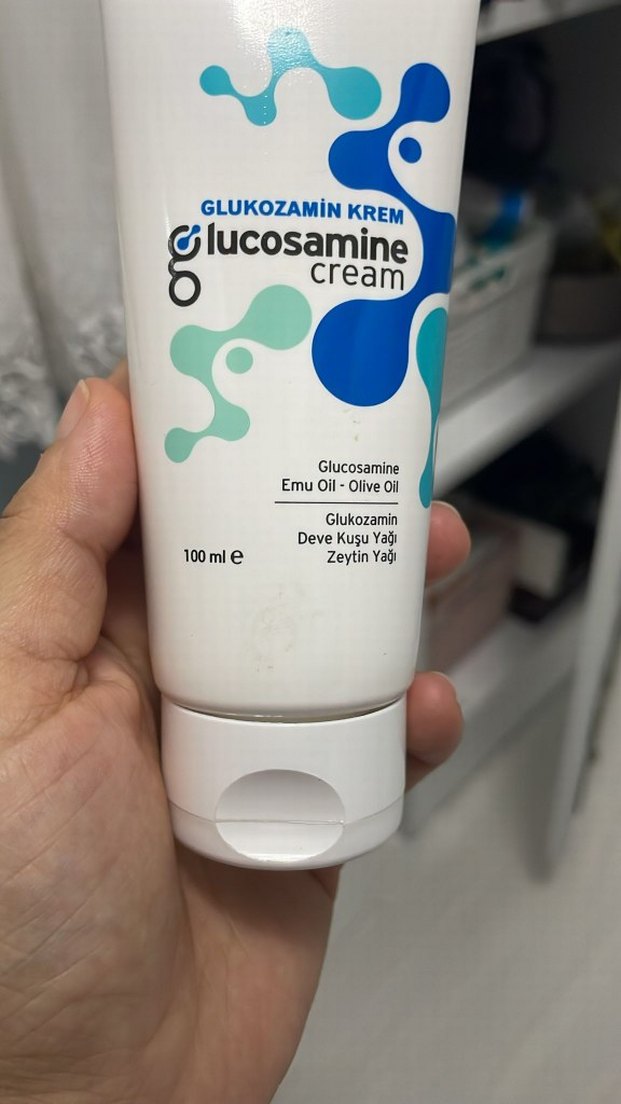 GLUKOZAMİN KREM
glucosamine
cream
Glucosamine
Emu Oil - Olive Oil
Glukozamin
Deve Kuşu Yağı
Zeytin Yağı
100 ml e